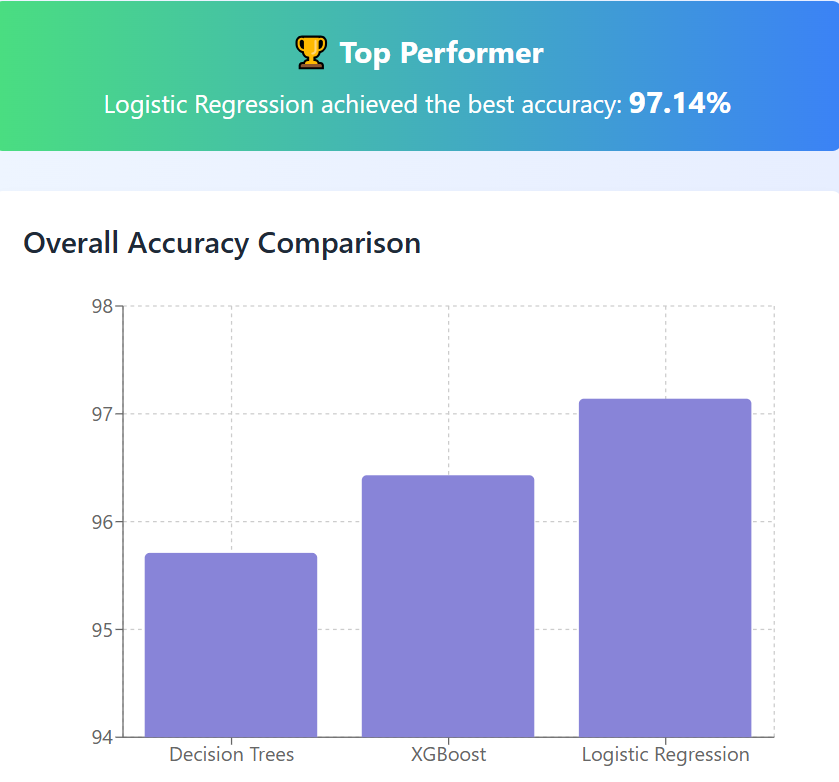 🏆 Top Performer
Logistic Regression achieved the best accuracy: 97.14%
Overall Accuracy Comparison
98
97
96
95
94
Decision Trees XGBoost Logistic Regression